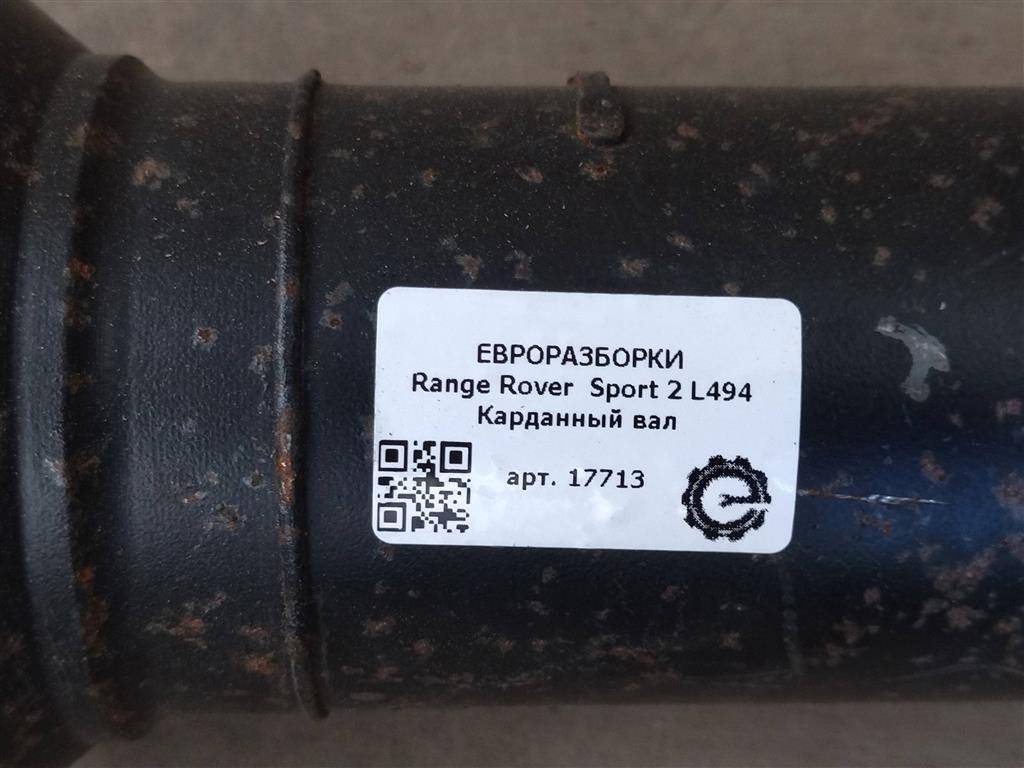 ЕВРОРАЗБОРКИ
Range Rover Sport 2 L494
Карданный вал
арт. 17713